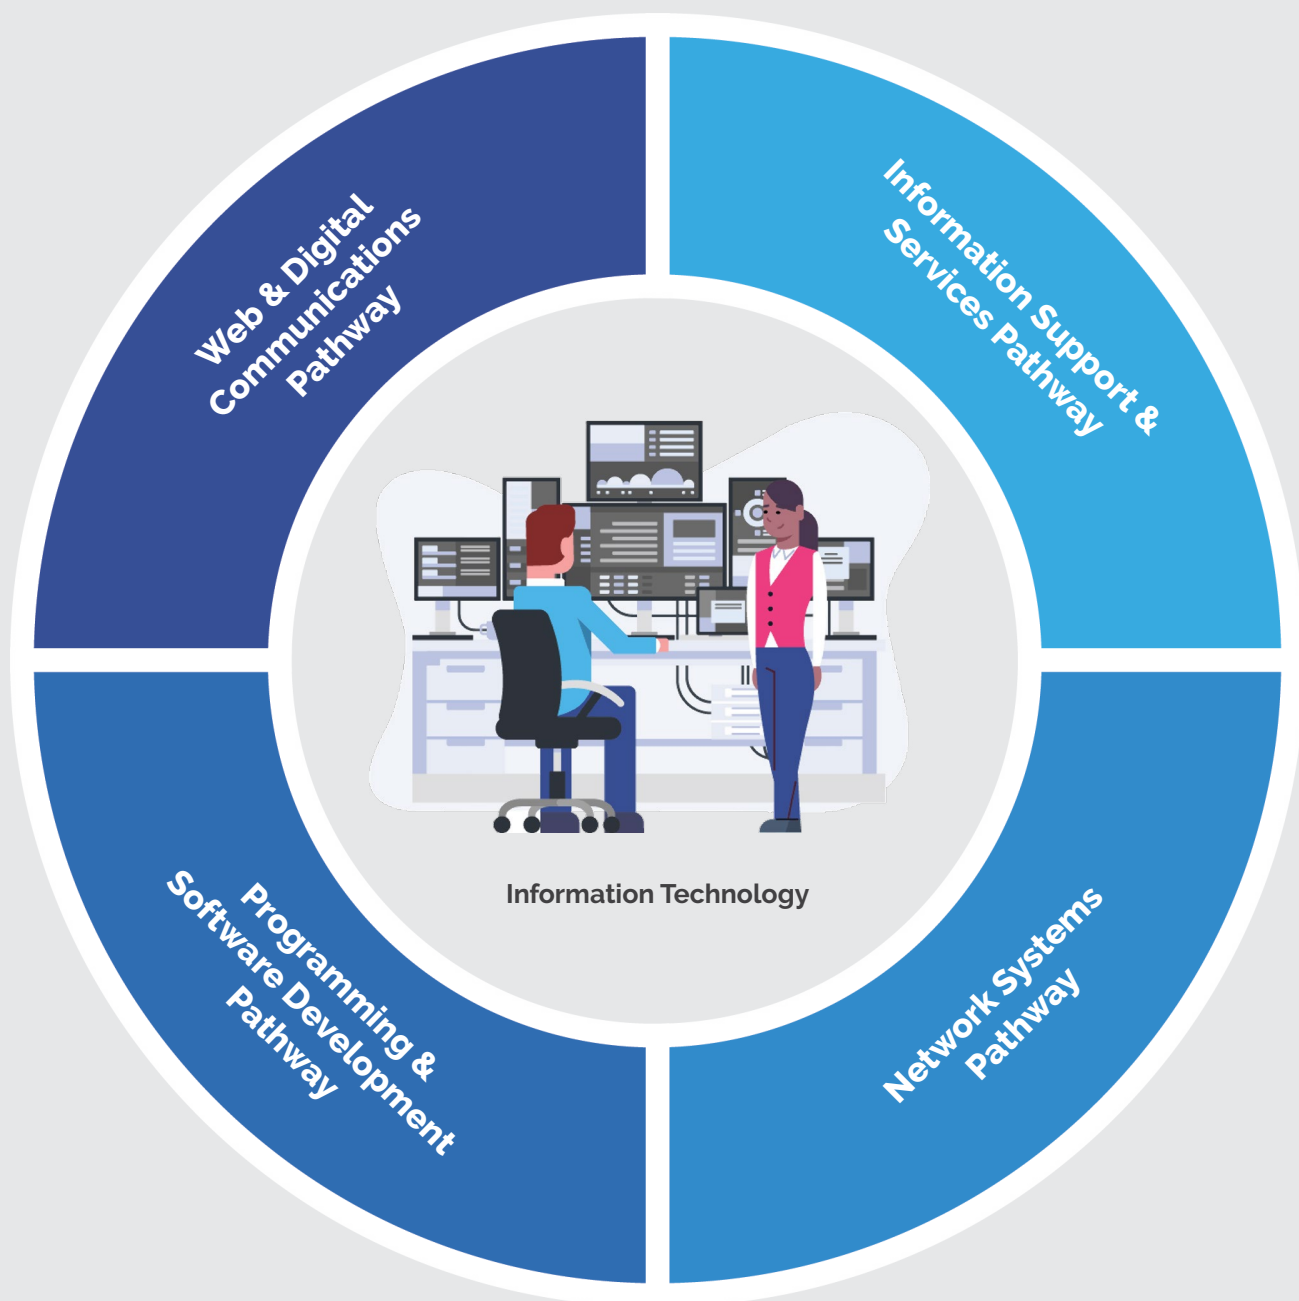 Web & Digital
Communications
Pathway
Information Support &
Services Pathway
Information Technology
Programming &
Software Development
Pathway
Network Systems
Pathway